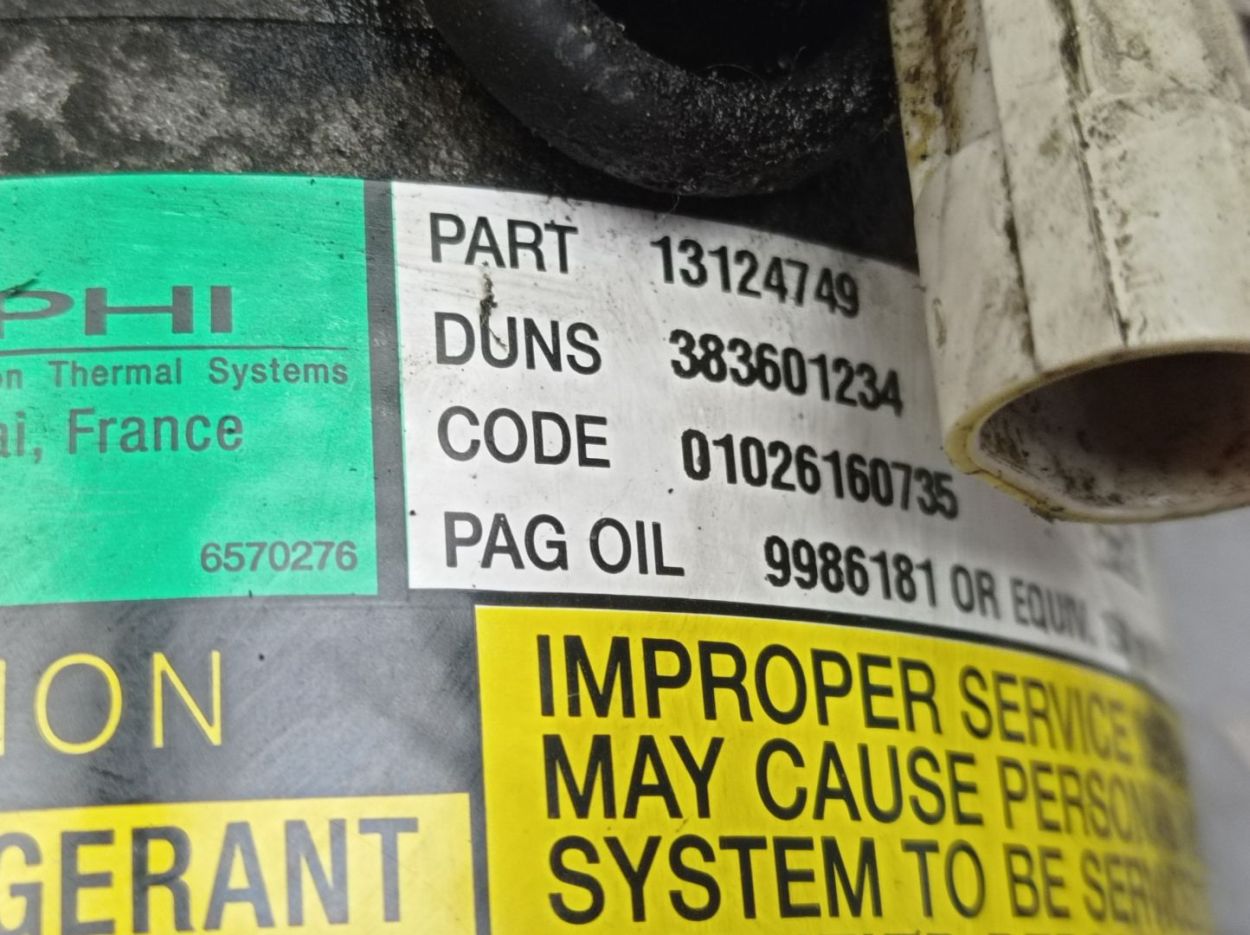 PHI
on Thermal Systems
ai, France
6570276
PART 13124749
DUNS 383601234
CODE 01026160735
PAG OIL 9986181 OR EQUIV.
ION
GERANT
IMPROPER SERVICE
MAY CAUSE PERSON
SYSTEM TO BE SERVICE